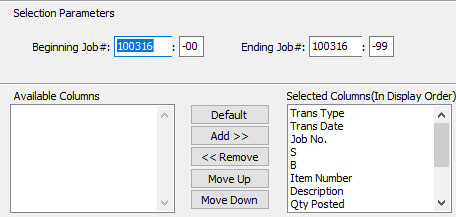 Selection Parameters
Beginning Job#: 100316 : -00 Ending Job#: 100316 : -99
Available Columns
Selected Columns(In Display Order)
Default
Add >>
<< Remove
Move Up
Move Down
Trans Type
Trans Date
Job No.
S
B
Item Number
Description
Qty Posted